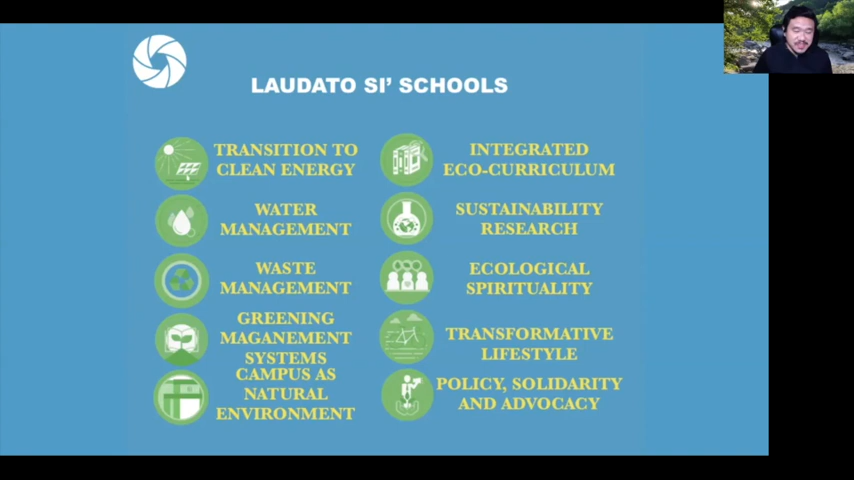 LAUDATO SI' SCHOOLS
TRANSITION TO
CLEAN ENERGY
WATER
MANAGEMENT
WASTE
MANAGEMENT
GREENING
MAGANEMENT
SYSTEMS
CAMPUS AS
NATURAL
ENVIRONMENT
INTEGRATED
ECO-CURRICULUM
SUSTAINABILITY
RESEARCH
ECOLOGICAL
SPIRITUALITY
TRANSFORMATIVE
LIFESTYLE
POLICY, SOLIDARITY
AND ADVOCACY